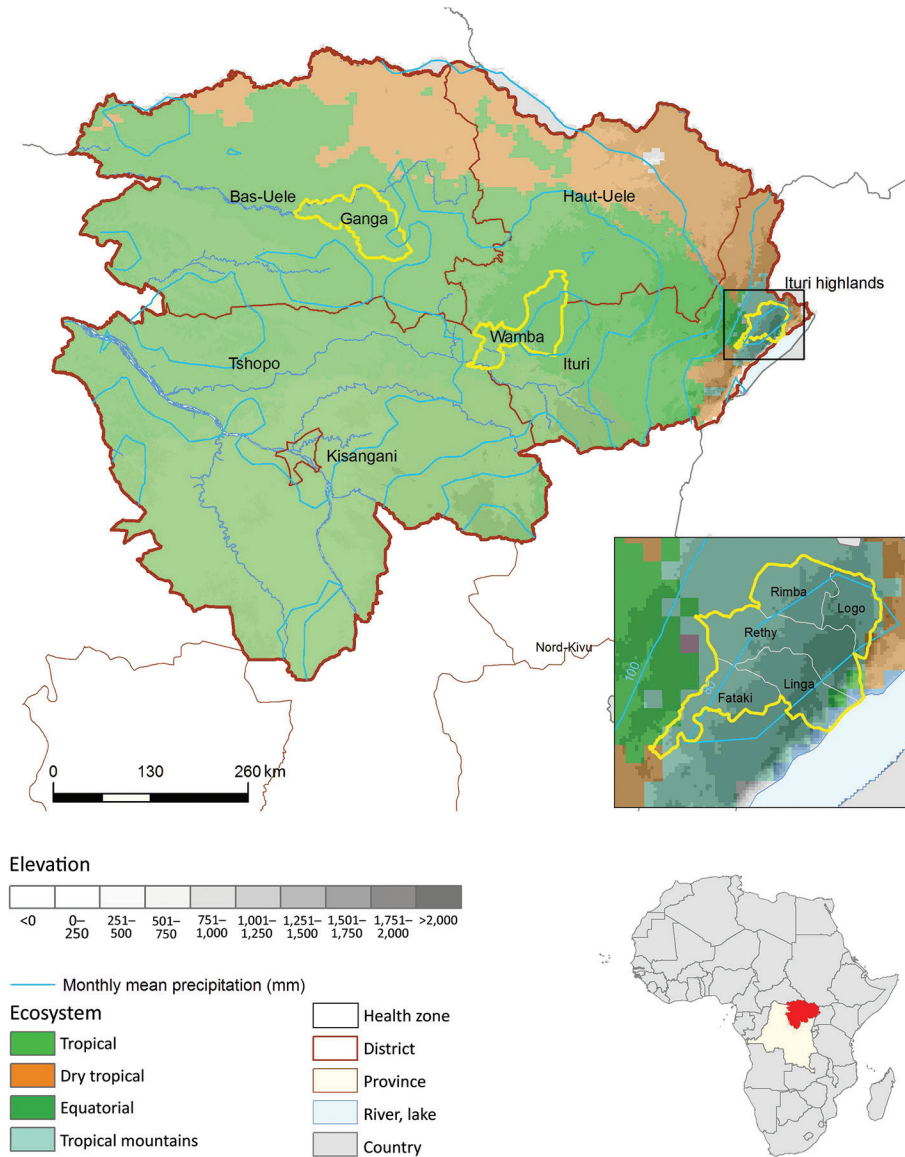 Bas-Uele
Haut-Uele
Ganga
Ituri highlands
Wamba
Tshopo
Ituri
Kisangani
Nord-Kivu
Rimba
Logo
Rethy
100
Linga
Fataki
0 130 260 km
Elevation
<0 0–250 251–500 501–750 751–1,000 1,001–1,250 1,251–1,500 1,501–1,750 1,751–2,000 >2,000
Monthly mean precipitation (mm)
Ecosystem
Tropical
Dry tropical
Equatorial
Tropical mountains
Health zone
District
Province
River, lake
Country